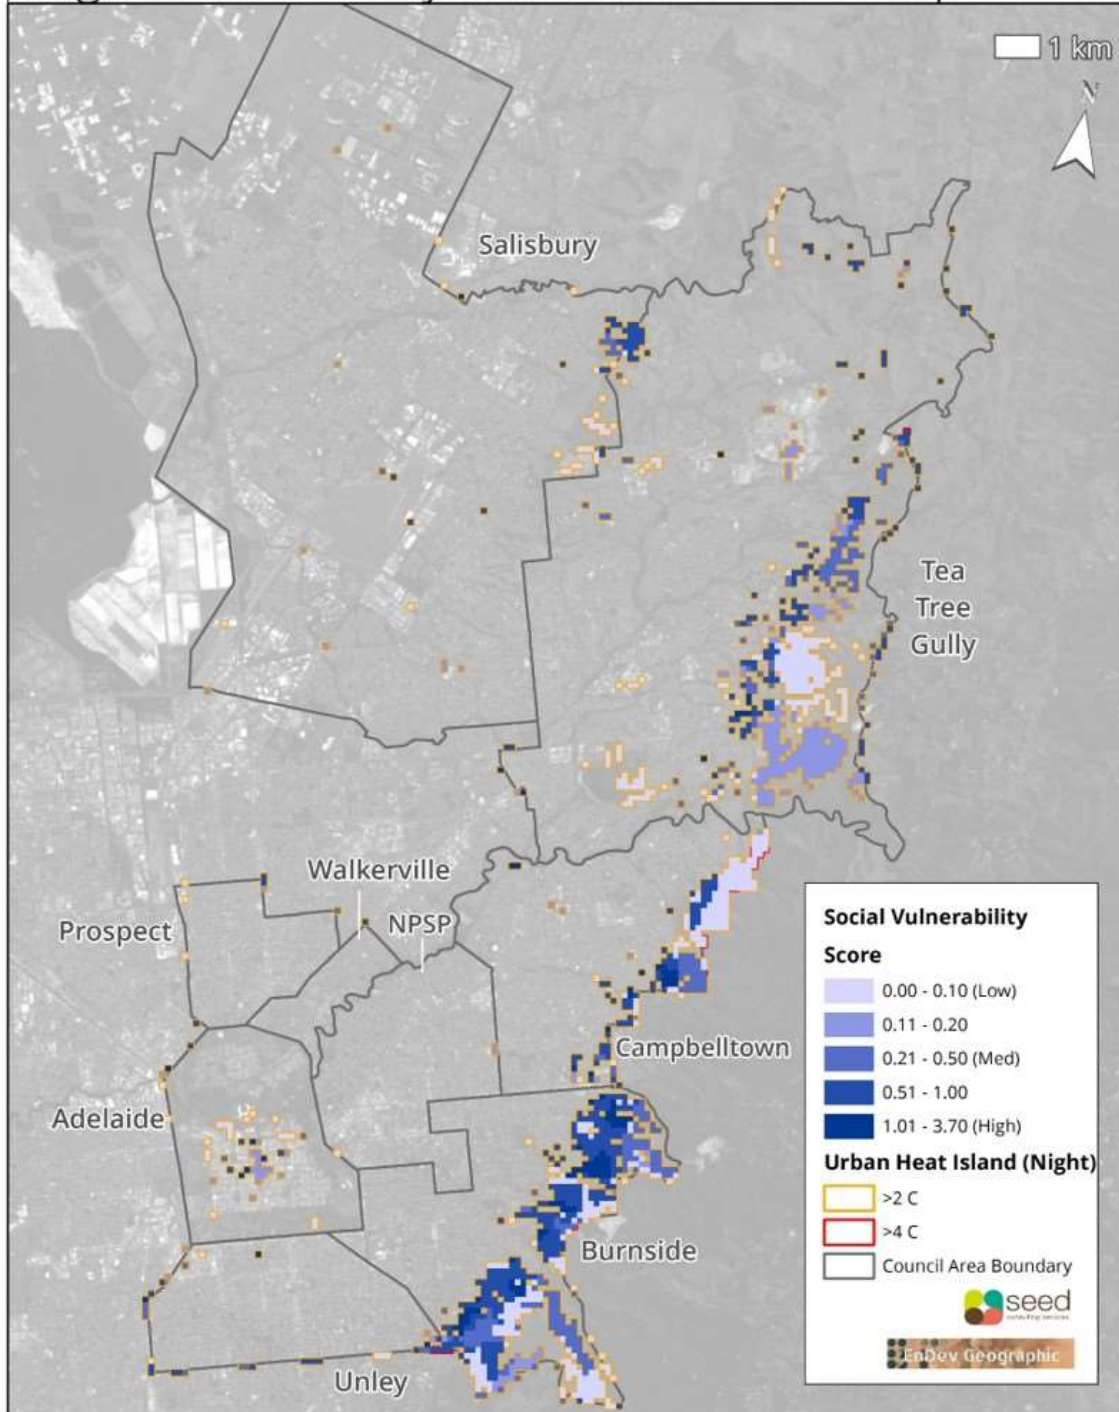 1 km
N
Salisbury
Tea
Tree
Gully
Walkerville
Prospect
NPSP
Campbelltown
Adelaide
Burnside
Unley
Social Vulnerability
Score
0.00 - 0.10 (Low)
0.11 - 0.20
0.21 - 0.50 (Med)
0.51 - 1.00
1.01 - 3.70 (High)
Urban Heat Island (Night)
>2 C
>4 C
Council Area Boundary
seed
consulting services
EnDev Geographic